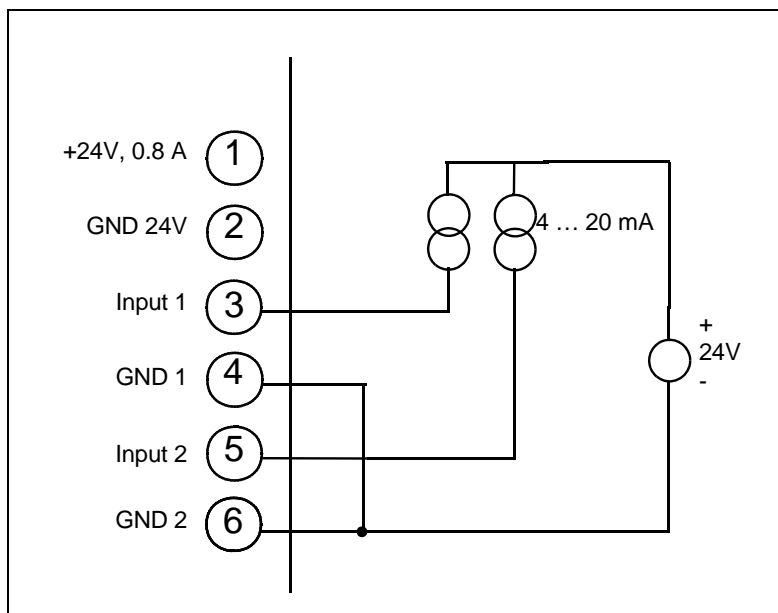 +24V, 0.8 A 1
GND 24V 2
Input 1 3
GND 1 4
Input 2 5
GND 2 6
4 … 20 mA
+
24V
-